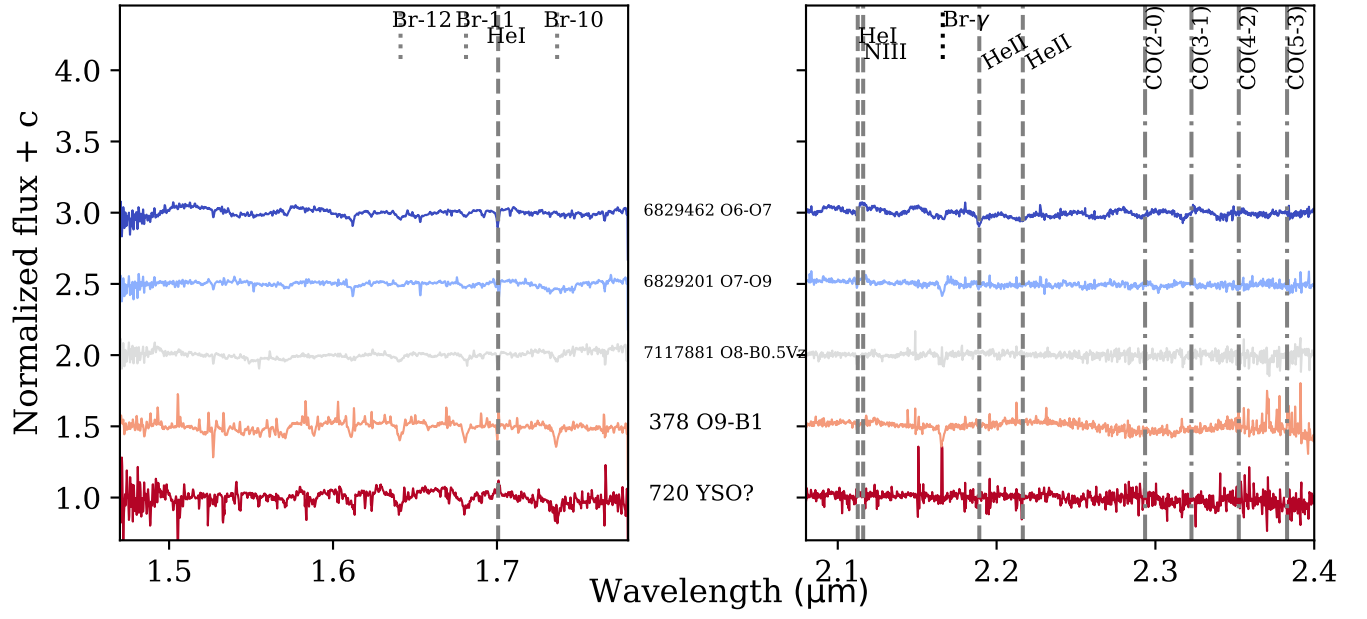 Br-12 Br-11 Br-10
HeI
HeI
NIII
Br-γ
HeII
HeII
CO(2-0)
CO(3-1)
CO(4-2)
CO(5-3)
Normalized flux + c
4.0
3.5
3.0
2.5
2.0
1.5
1.0
6829462 O6-O7
6829201 O7-O9
7117881 O8-B0.5Vz
378 O9-B1
720 YSO?
1.5 1.6 1.7
2.1 2.2 2.3 2.4
Wavelength (μm)